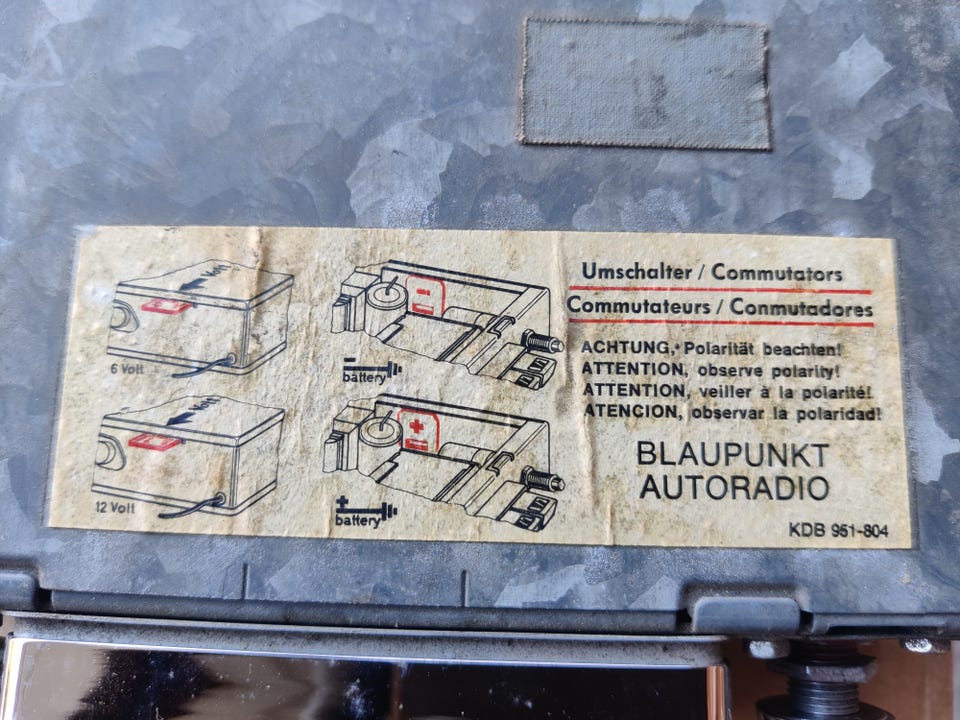 Umschalter / Commutators
Commutateurs / Conmutadores
ACHTUNG, Polarität beachten!
ATTENTION, observe polarity!
ATTENTION, veiller à la polarité!
ATENCION, observar la polaridad!
BLAUPUNKT
AUTORADIO
KDB 951-804
6 Volt
-
- battery
12 Volt
+
+ battery